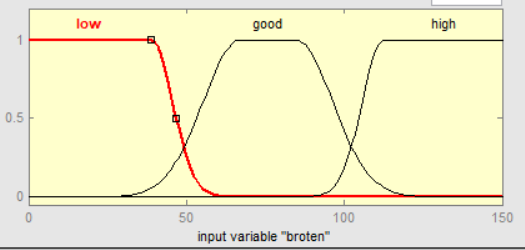 low good high
1
0.5
0
0 50 100 150
input variable "broten"